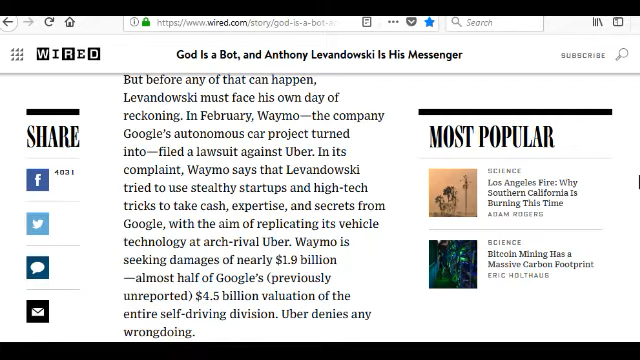 https://www.wired.com/story/god-is-a-bot-a
Search
WIRED
God Is a Bot, and Anthony Levandowski Is His Messenger
SUBSCRIBE
But before any of that can happen,
Levandowski must face his own day of
reckoning. In February, Waymo—the company
Google's autonomous car project turned
into—filed a lawsuit against Uber. In its
complaint, Waymo says that Levandowski
tried to use stealthy startups and high-tech
tricks to take cash, expertise, and secrets from
Google, with the aim of replicating its vehicle
technology at arch-rival Uber. Waymo is
seeking damages of nearly $1.9 billion
—almost half of Google's (previously
unreported) $4.5 billion valuation of the
entire self-driving division. Uber denies any
wrongdoing.
SHARE
4031
MOST POPULAR
SCIENCE
Los Angeles Fire: Why
Southern California Is
Burning This Time
ADAM ROGERS
SCIENCE
Bitcoin Mining Has a
Massive Carbon Footprint
ERIC HOLTHAUS